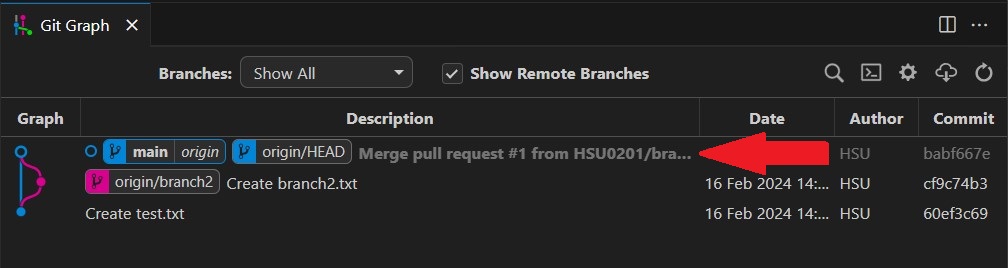 Git Graph
Branches: Show All Show Remote Branches
Graph Description Date Author Commit
main origin origin/HEAD Merge pull request #1 from HSU0201/bra... HSU babf667e
origin/branch2 Create branch2.txt 16 Feb 2024 14:... HSU cf9c74b3
Create test.txt 16 Feb 2024 14:... HSU 60ef3c69